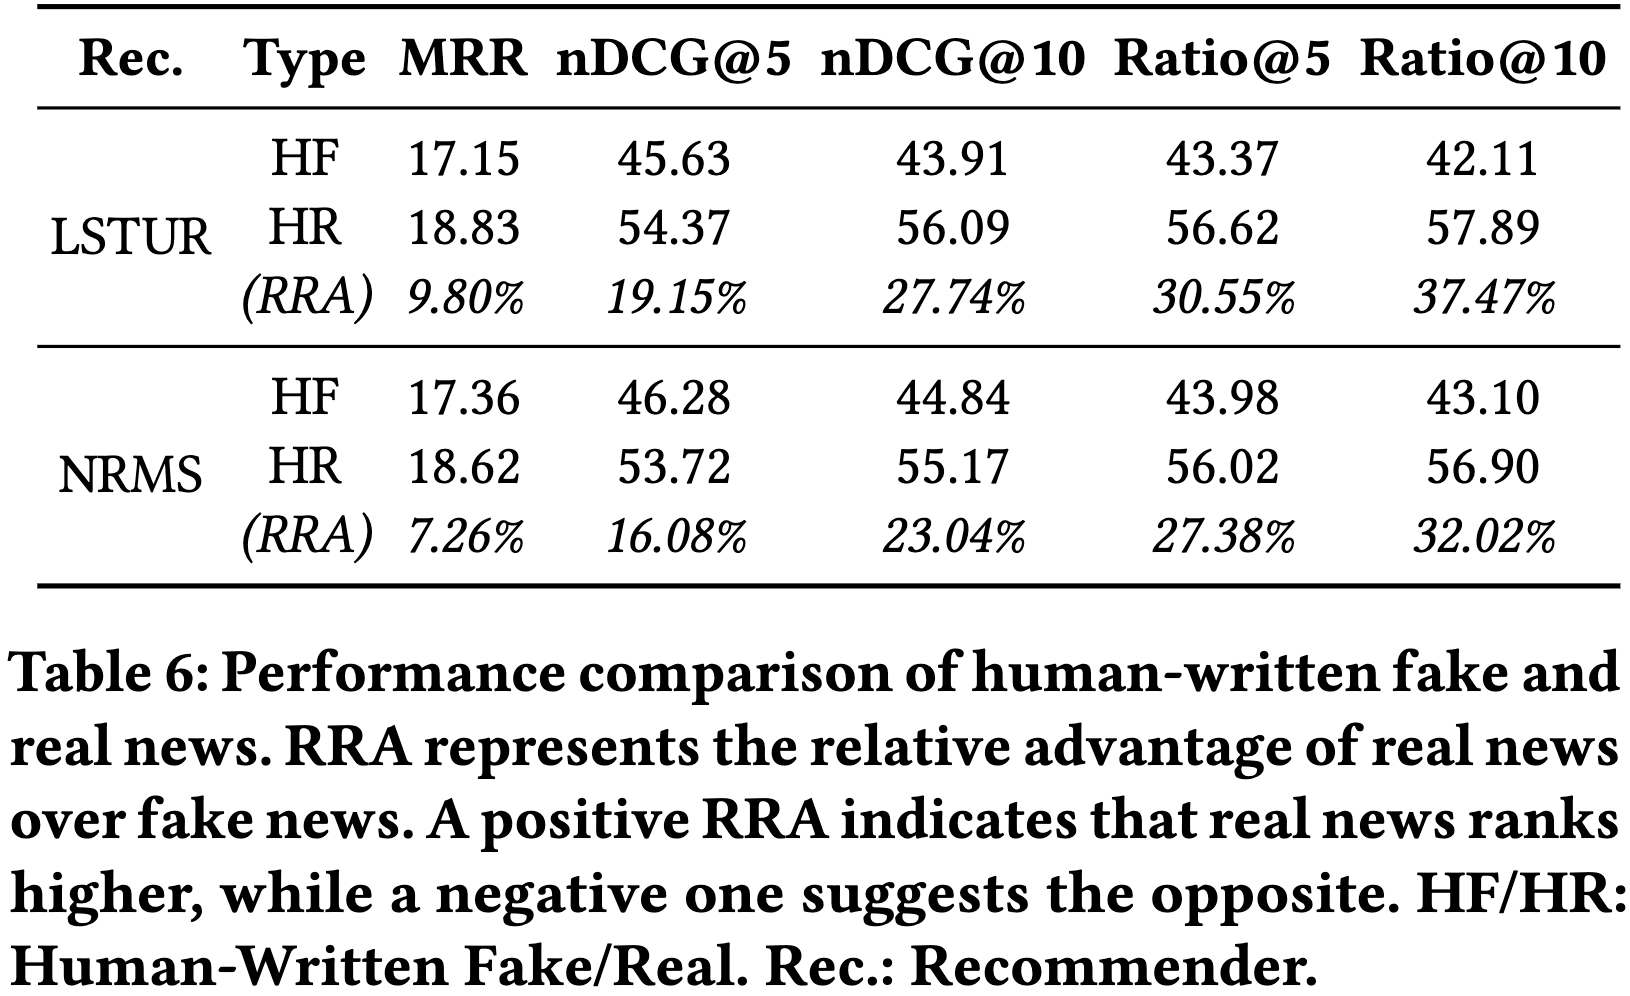 Rec. Type MRR nDCG@5 nDCG@10 Ratio@5 Ratio@10
HF 17.15 45.63 43.91 43.37 42.11
LSTUR HR 18.83 54.37 56.09 56.62 57.89
(RRA) 9.80% 19.15% 27.74% 30.55% 37.47%
HF 17.36 46.28 44.84 43.98 43.10
NRMS HR 18.62 53.72 55.17 56.02 56.90
(RRA) 7.26% 16.08% 23.04% 27.38% 32.02%
Table 6: Performance comparison of human-written fake and
real news. RRA represents the relative advantage of real news
over fake news. A positive RRA indicates that real news ranks
higher, while a negative one suggests the opposite. HF/HR:
Human-Written Fake/Real. Rec.: Recommender.